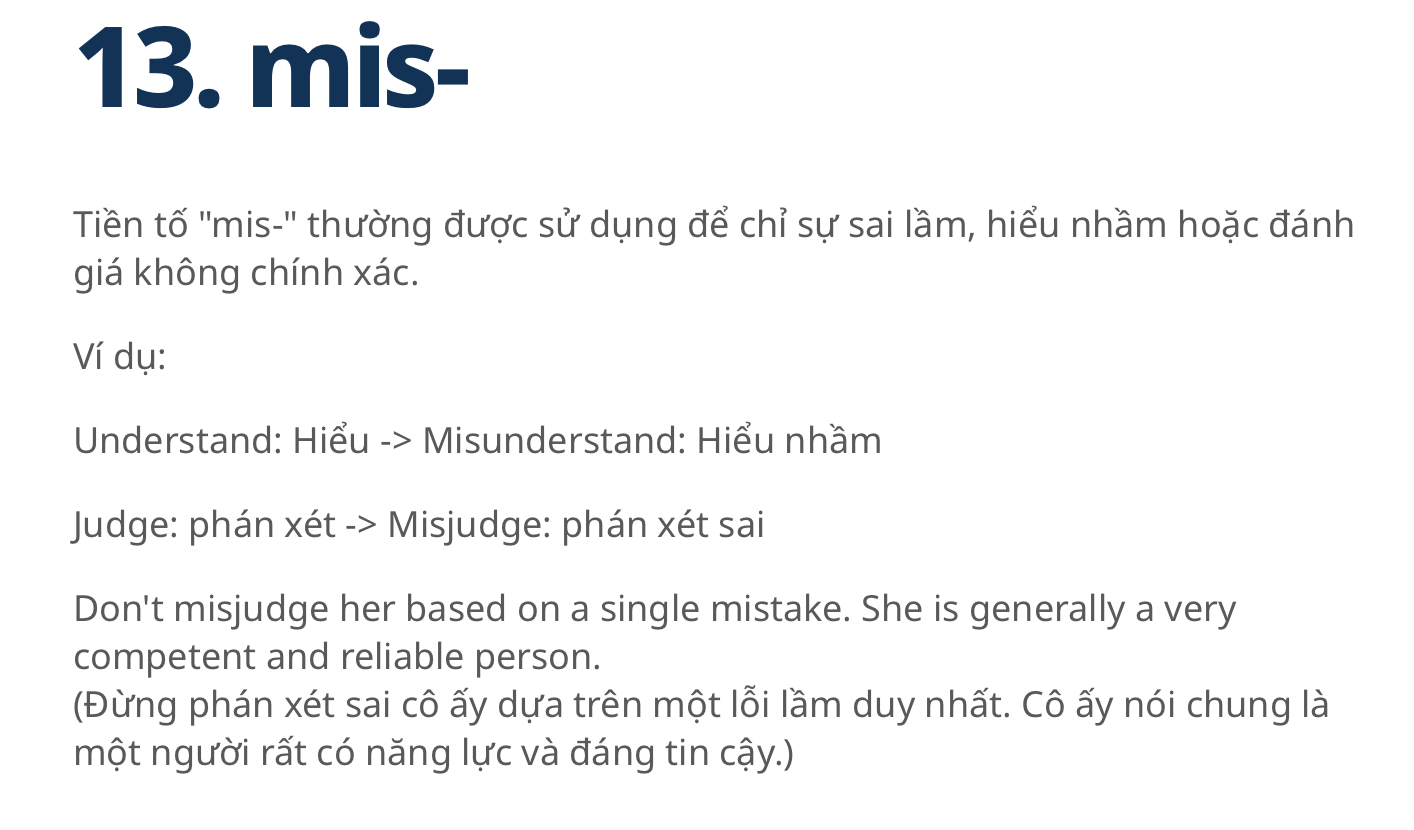 13. mis-
Tiền tố "mis-" thường được sử dụng để chỉ sự sai lầm, hiểu nhầm hoặc đánh
giá không chính xác.
Ví dụ:
Understand: Hiểu -> Misunderstand: Hiểu nhầm
Judge: phán xét -> Misjudge: phán xét sai
Don't misjudge her based on a single mistake. She is generally a very
competent and reliable person.
(Đừng phán xét sai cô ấy dựa trên một lỗi lầm duy nhất. Cô ấy nói chung là
một người rất có năng lực và đáng tin cậy.)